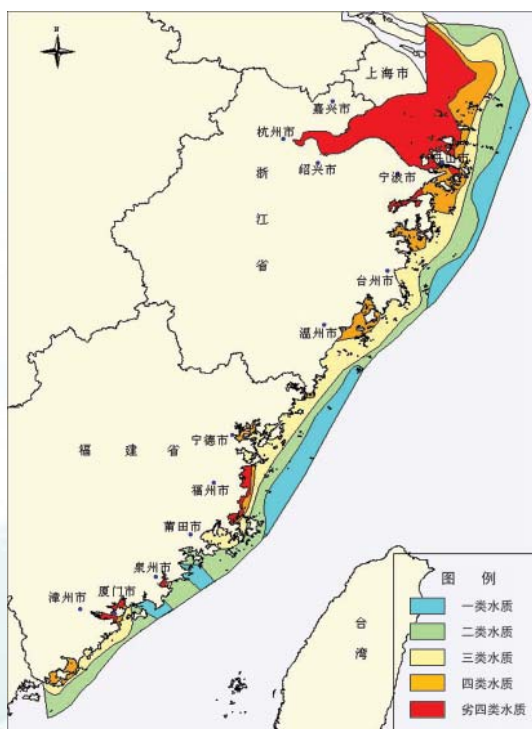 上海市
嘉兴市
杭州市
绍兴市
舟山市
宁波市
浙江省
台州市
温州市
宁德市
福建省
福州市
莆田市
泉州市
厦门市
漳州市
台湾
图 例
一类水质
二类水质
三类水质
四类水质
劣四类水质